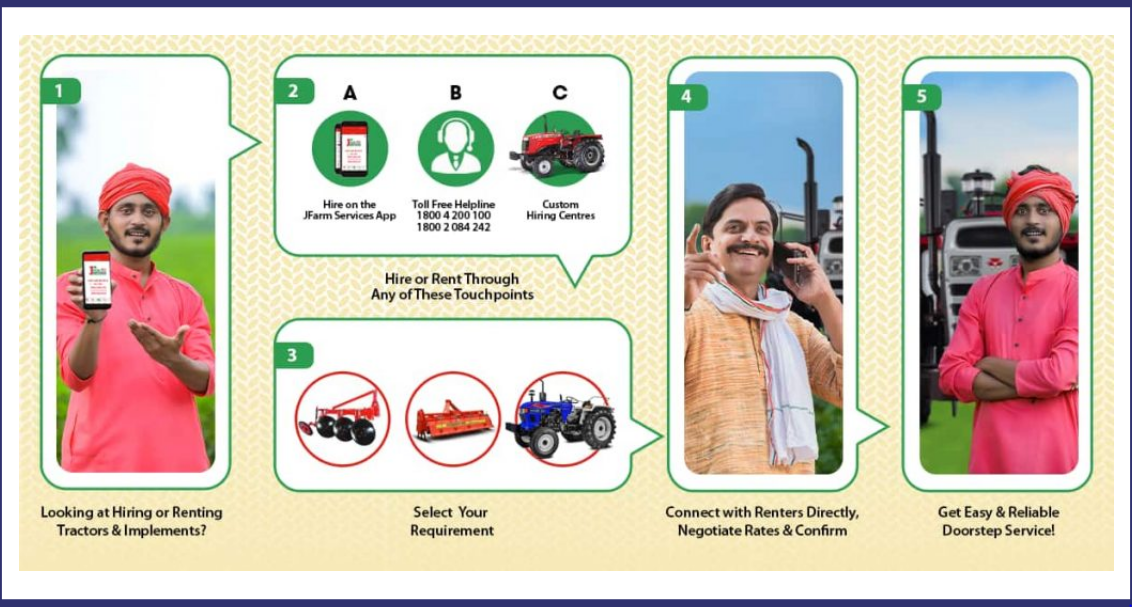 1
2
A
B
C
Hire on the
JFarm Services App
Toll Free Helpline
1800 4 200 100
1800 2 084 242
Custom
Hiring Centres
Hire or Rent Through
Any of These Touchpoints
3
4
5
Looking at Hiring or Renting
Tractors & Implements?
Select Your
Requirement
Connect with Renters Directly,
Negotiate Rates & Confirm
Get Easy & Reliable
Doorstep Service!